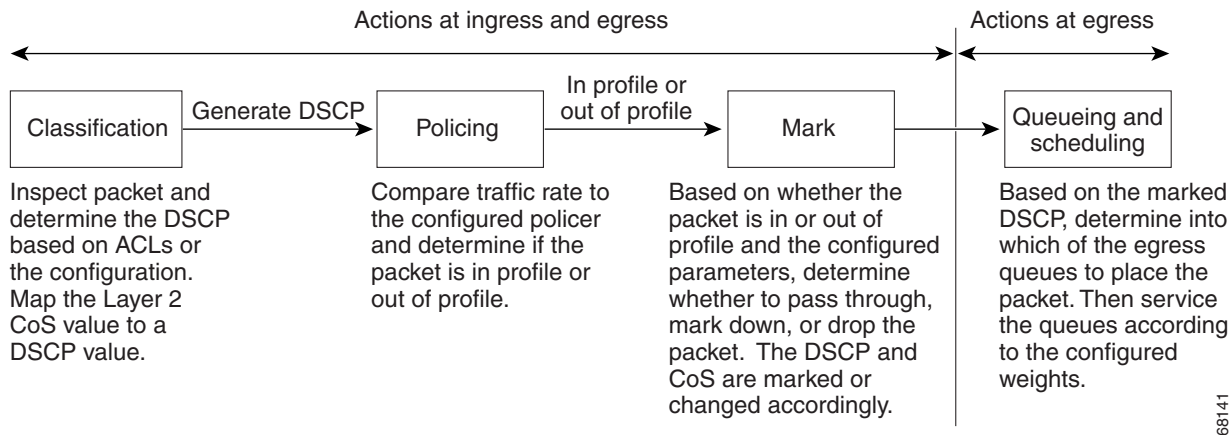 Actions at ingress and egress
Actions at egress
Classification
Generate DSCP
Policing
In profile or
out of profile
Mark
Queueing and
scheduling
Inspect packet and
determine the DSCP
based on ACLs or
the configuration.
Map the Layer 2
CoS value to a
DSCP value.
Compare traffic rate to
the configured policer
and determine if the
packet is in profile or
out of profile.
Based on whether the
packet is in or out of
profile and the configured
parameters, determine
whether to pass through,
mark down, or drop the
packet.  The DSCP and
CoS are marked or
changed accordingly.
Based on the marked
DSCP, determine into
which of the egress
queues to place the
packet. Then service
the queues according
to the configured
weights.
68141